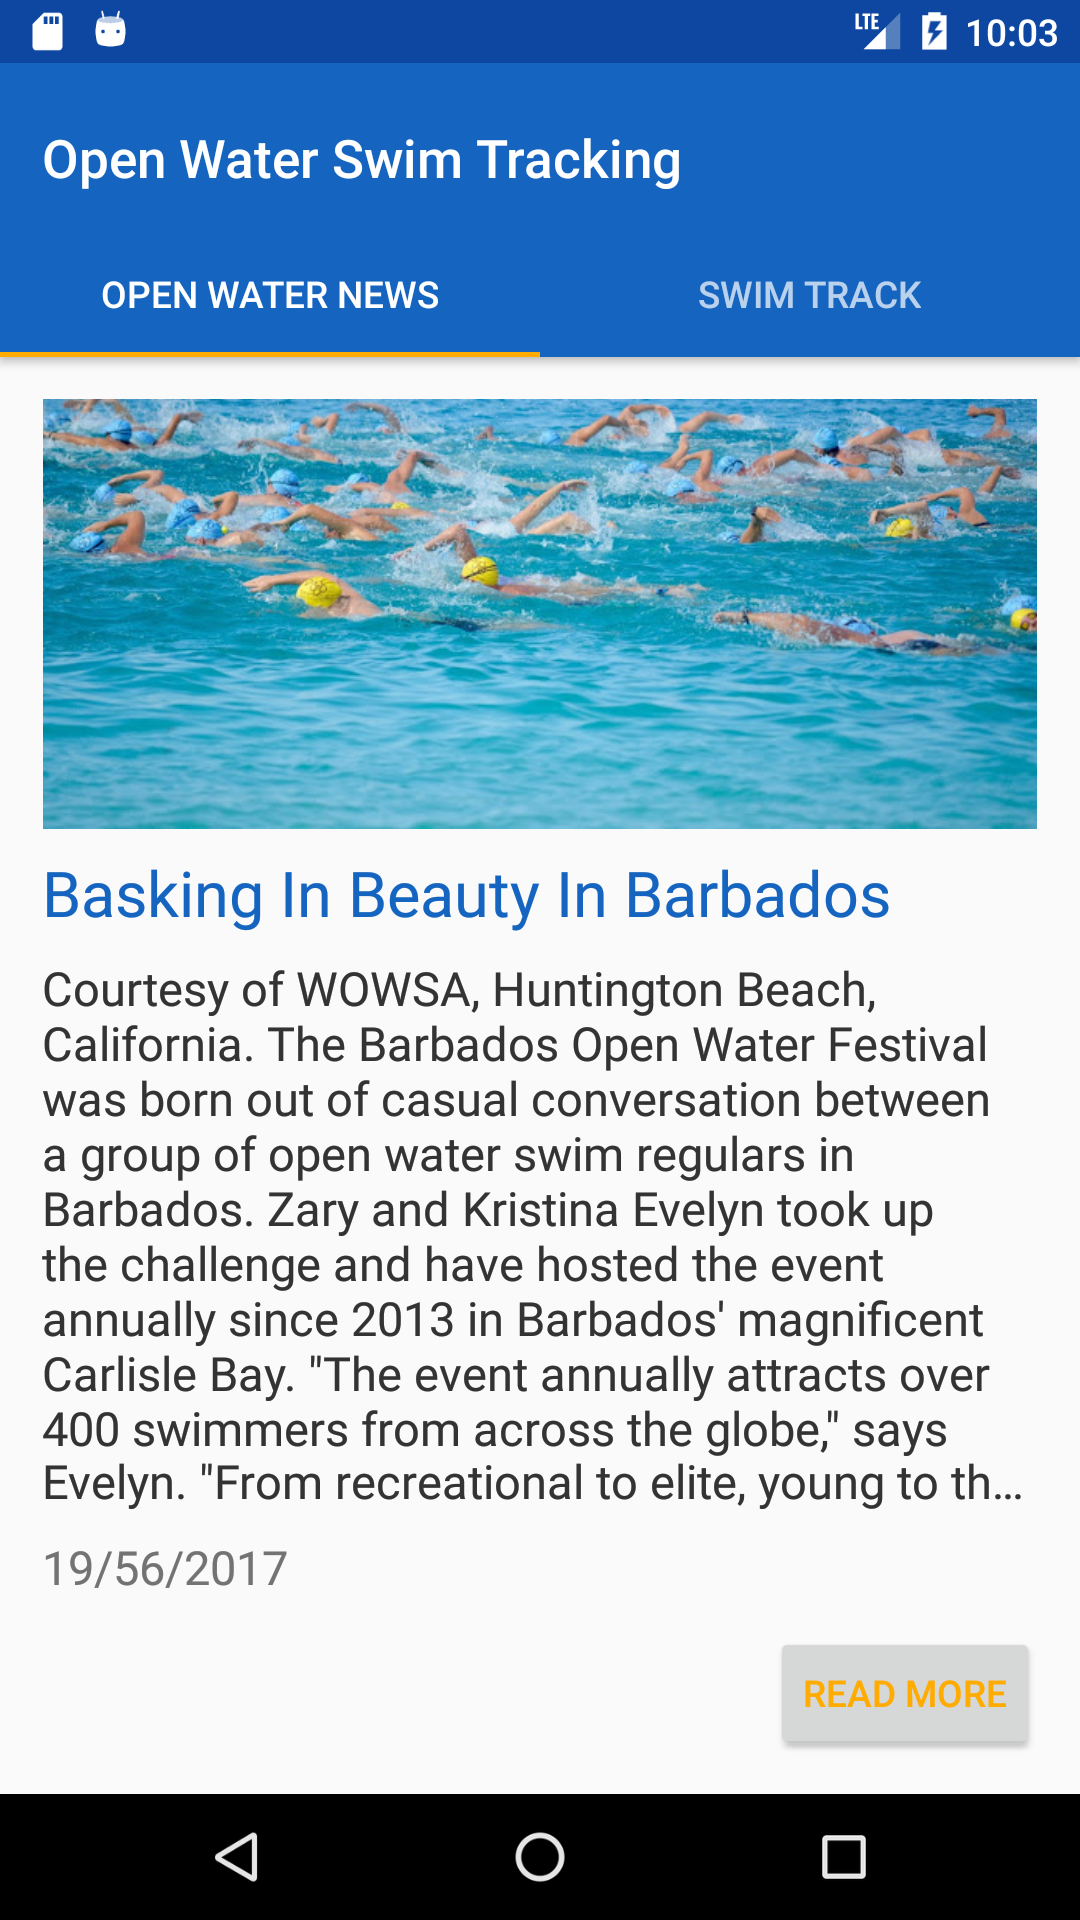 LTE 10:03
Open Water Swim Tracking
OPEN WATER NEWS SWIM TRACK
Basking In Beauty In Barbados
Courtesy of WOWSA, Huntington Beach,
California. The Barbados Open Water Festival
was born out of casual conversation between
a group of open water swim regulars in
Barbados. Zary and Kristina Evelyn took up
the challenge and have hosted the event
annually since 2013 in Barbados' magnificent
Carlisle Bay. "The event annually attracts over
400 swimmers from across the globe," says
Evelyn. "From recreational to elite, young to th…
19/56/2017
READ MORE